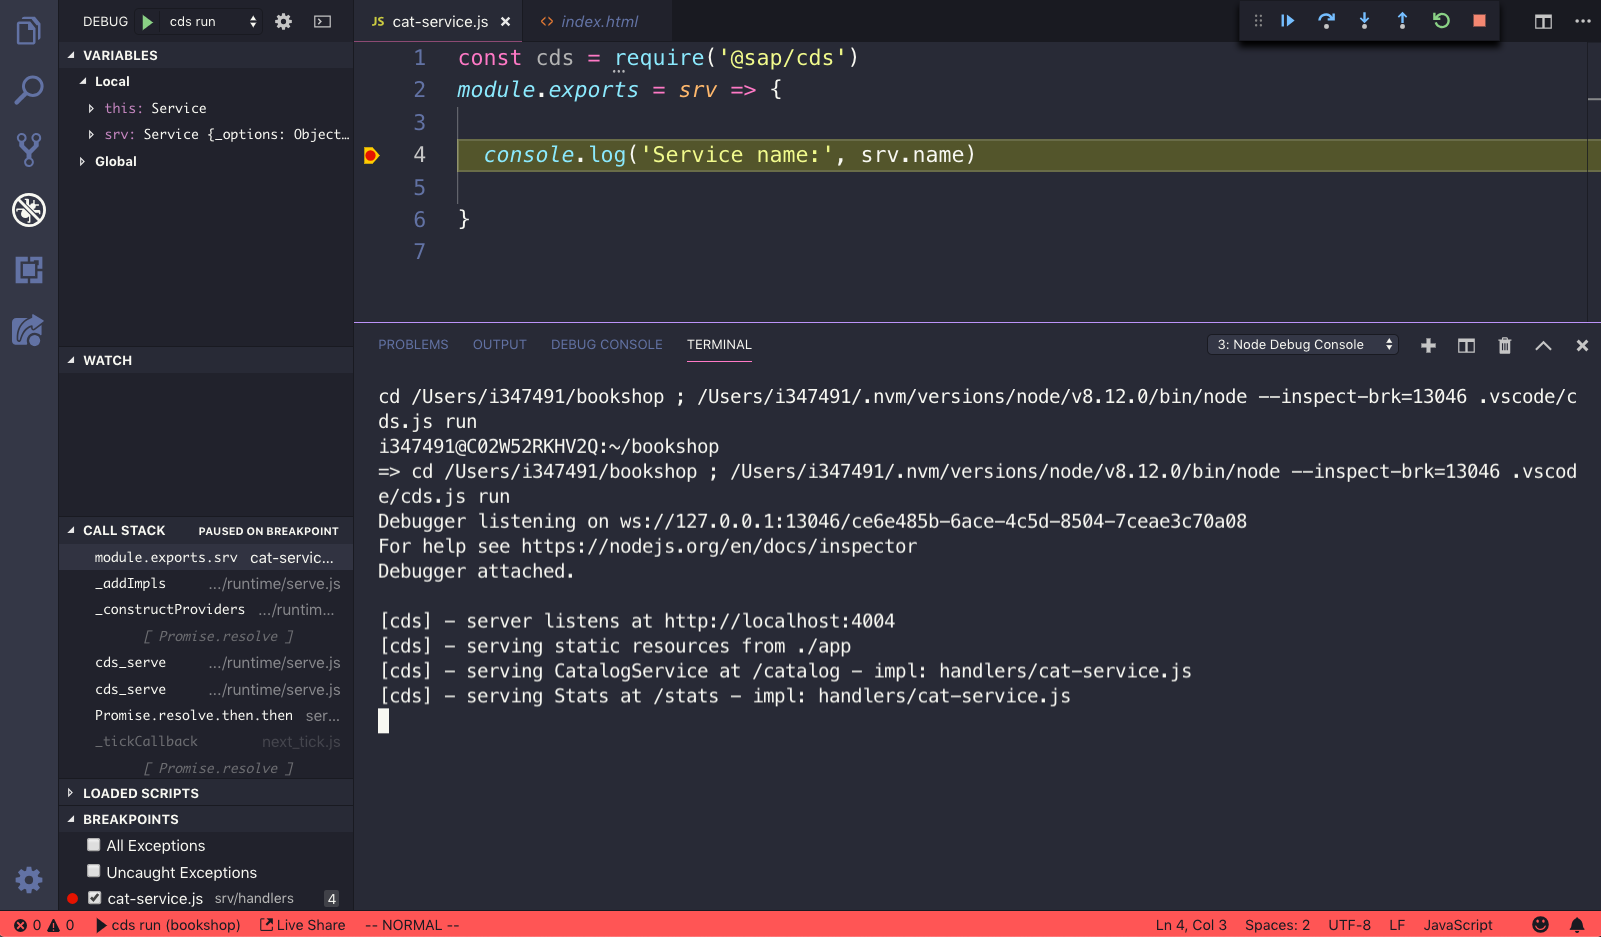 DEBUG cds run
VARIABLES
Local
this: Service
srv: Service {_options: Object…
Global
WATCH
CALL STACK PAUSED ON BREAKPOINT
module.exports.srv cat-servic...
_addImpls .../runtime/serve.js
_constructProviders .../runtim...
[ Promise.resolve ]
cds_serve .../runtime/serve.js
cds_serve .../runtime/serve.js
Promise.resolve.then.then ser...
_tickCallback next_tick.js
[ Promise.resolve ]
LOADED SCRIPTS
BREAKPOINTS
All Exceptions
Uncaught Exceptions
cat-service.js srv/handlers 4
JS cat-service.js <> index.html
1 const cds = require('@sap/cds')
2 module.exports = srv => {
3
4 console.log('Service name:', srv.name)
5
6 }
7
PROBLEMS OUTPUT DEBUG CONSOLE TERMINAL 3: Node Debug Console
cd /Users/i347491/bookshop ; /Users/i347491/.nvm/versions/node/v8.12.0/bin/node --inspect-brk=13046 .vscode/c
ds.js run
i347491@C02W52RKHV2Q:~/bookshop
=> cd /Users/i347491/bookshop ; /Users/i347491/.nvm/versions/node/v8.12.0/bin/node --inspect-brk=13046 .vscod
e/cds.js run
Debugger listening on ws://127.0.0.1:13046/ce6e485b-6ace-4c5d-8504-7ceae3c70a08
For help see https://nodejs.org/en/docs/inspector
Debugger attached.
[cds] - server listens at http://localhost:4004
[cds] - serving static resources from ./app
[cds] - serving CatalogService at /catalog - impl: handlers/cat-service.js
[cds] - serving Stats at /stats - impl: handlers/cat-service.js
0 0 cds run (bookshop) Live Share -- NORMAL -- Ln 4, Col 3 Spaces: 2 UTF-8 LF JavaScript